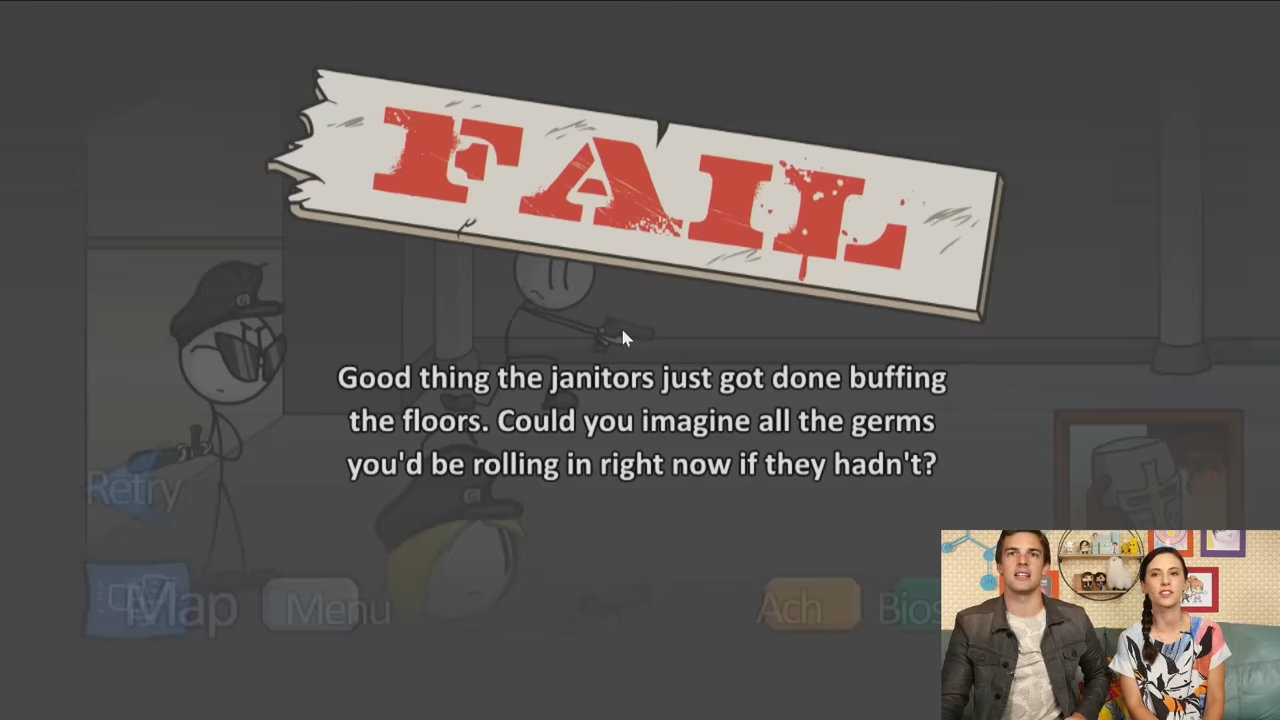 FAIL
Good thing the janitors just got done buffing
the floors. Could you imagine all the germs
you'd be rolling in right now if they hadn't?
Retry
Map
Menu
Ach
Bios